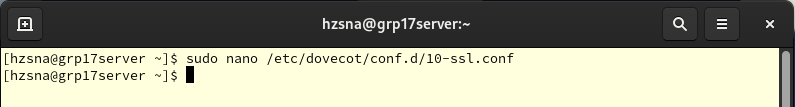 hzsna@grp17server:~
[hzsna@grp17server ~]$ sudo nano /etc/dovecot/conf.d/10-ssl.conf
[hzsna@grp17server ~]$